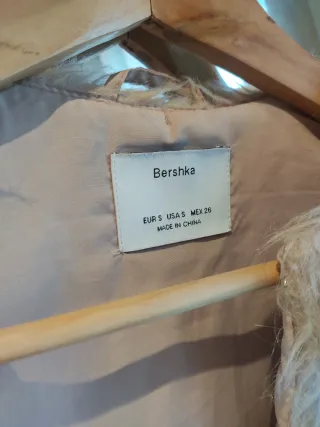 Bershka
EUR S USA S MEX 26
MADE IN CHINA